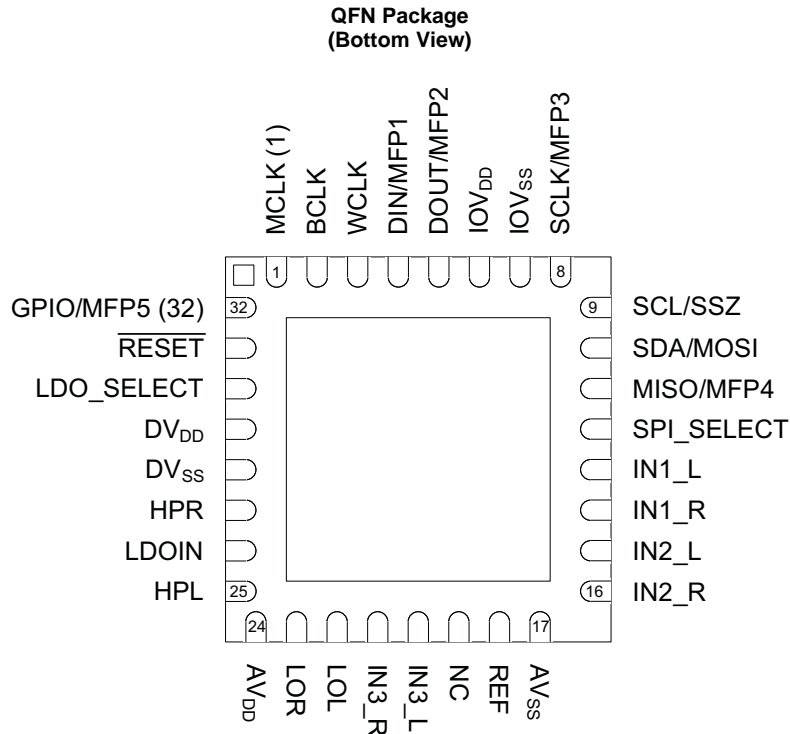 QFN Package
(Bottom View)
MCLK (1)
BCLK
WCLK
DIN/MFP1
DOUT/MFP2
IOVDD
IOVSS
SCLK/MFP3
1
8
GPIO/MFP5 (32)
32
9
SCL/SSZ
RESET
SDA/MOSI
LDO_SELECT
MISO/MFP4
DVDD
SPI_SELECT
DVSS
IN1_L
HPR
IN1_R
LDOIN
IN2_L
HPL
25
16
IN2_R
24
17
AVDD
LOR
LOL
IN3_R
IN3_L
NC
REF
AVSS